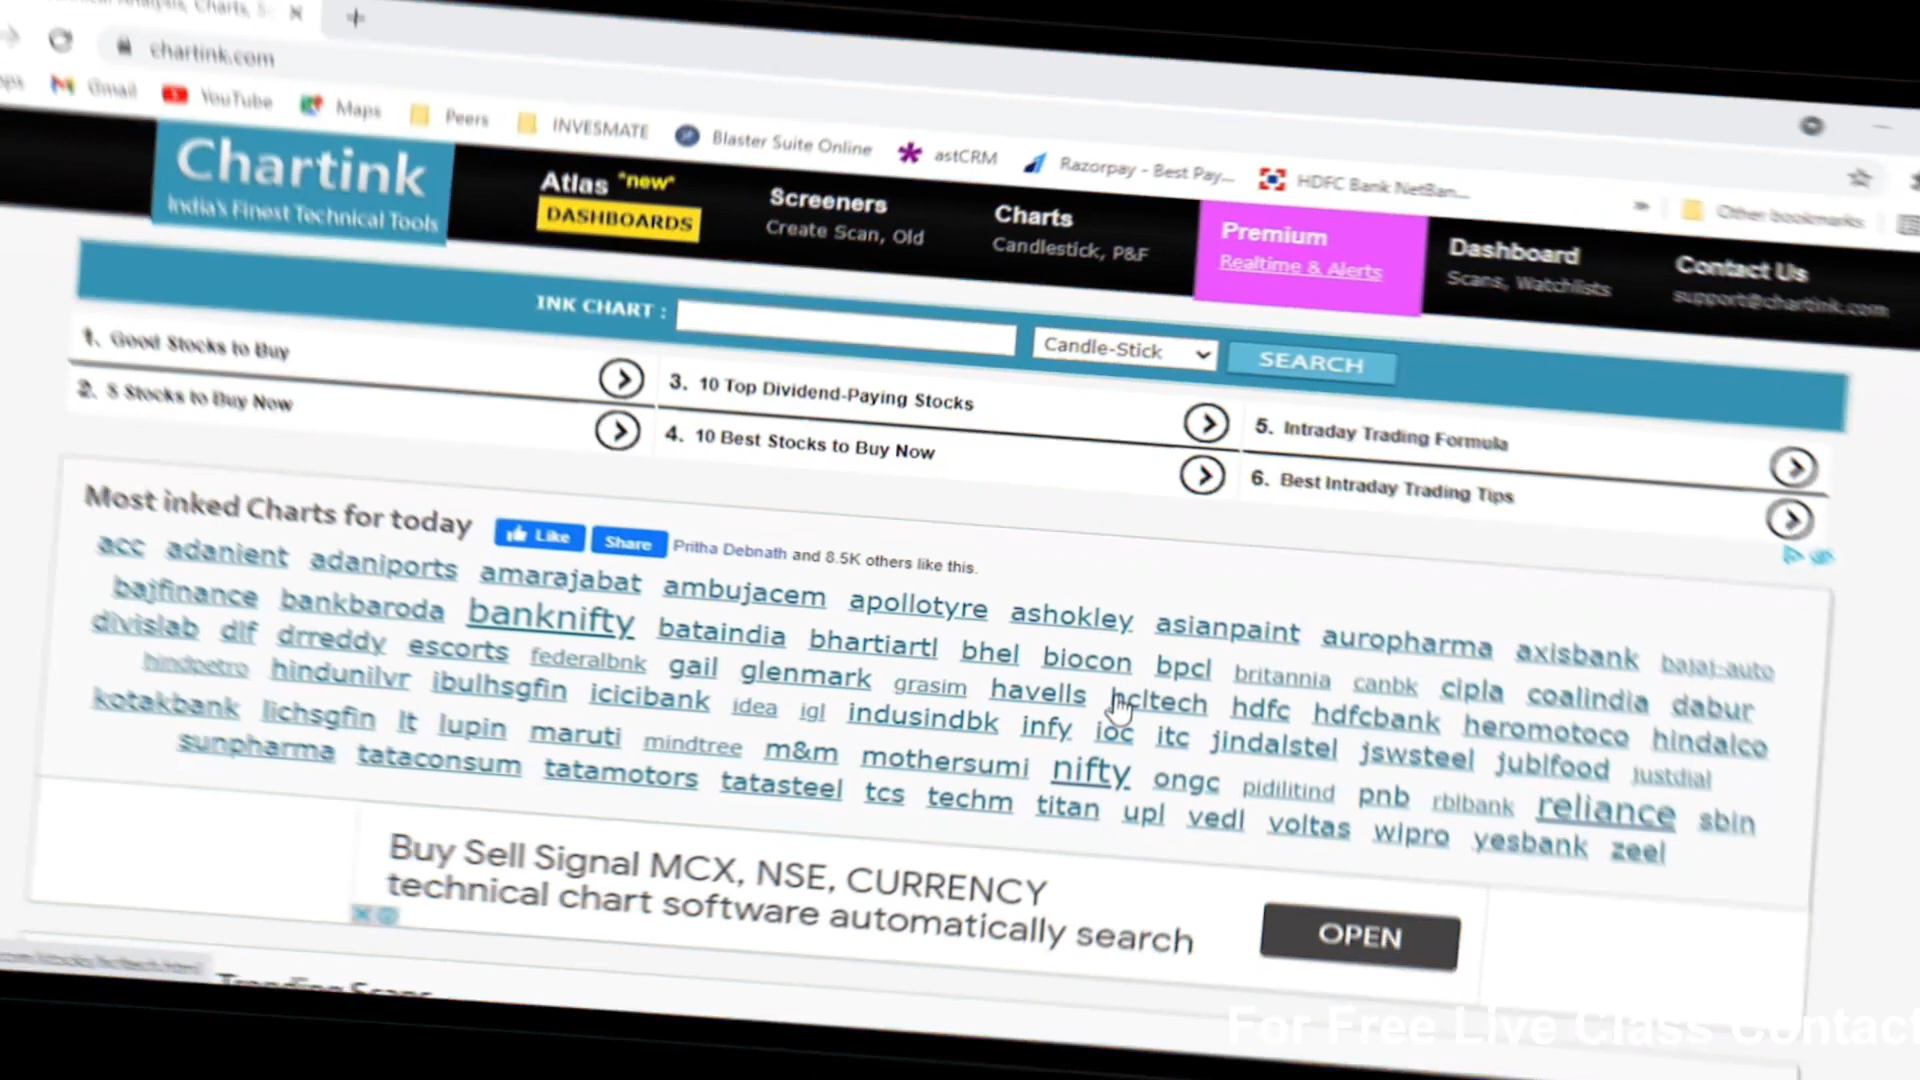 chartink.com
Gmail YouTube Maps Peers INVESMATE Blaster Suite Online astCRM Razorpay - Best Pay... HDFC Bank NetBan... » Other bookmarks
Chartink
India's Finest Technical Tools
Atlas *new*
DASHBOARDS
Screeners
Create Scan, Old
Charts
Candlestick, P&F
Premium
Realtime & Alerts
Dashboard
Scans, Watchlists
Contact Us
support@chartink.com
INK CHART : Candle-Stick SEARCH
1. Good Stocks to Buy
2. 5 Stocks to Buy Now
3. 10 Top Dividend-Paying Stocks
4. 10 Best Stocks to Buy Now
5. Intraday Trading Formula
6. Best Intraday Trading Tips
Most inked Charts for today Like Share Pritha Debnath and 8.5K others like this.
acc adanient adaniports amarajabat ambujacem apollotyre ashokley asianpaint auropharma axisbank bajaj-auto
bajfinance bankbaroda banknifty bataindia bhartiartl bhel biocon bpcl britannia canbk cipla coalindia dabur
divislab dlf drreddy escorts federalbnk gail glenmark grasim havells hcltech hdfc hdfcbank heromotoco hindalco
hindpetro hindunilvr ibulhsgfin icicibank idea igl indusindbk infy ioc itc jindalstel jswsteel jublfood justdial
kotakbank lichsgfin lt lupin maruti mindtree m&m mothersumi nifty ongc pidilitind pnb rblbank reliance sbin
sunpharma tataconsum tatamotors tatasteel tcs techm titan upl vedl voltas wipro yesbank zeel
Buy Sell Signal MCX, NSE, CURRENCY
technical chart software automatically search
OPEN
For Free Live Class Contact